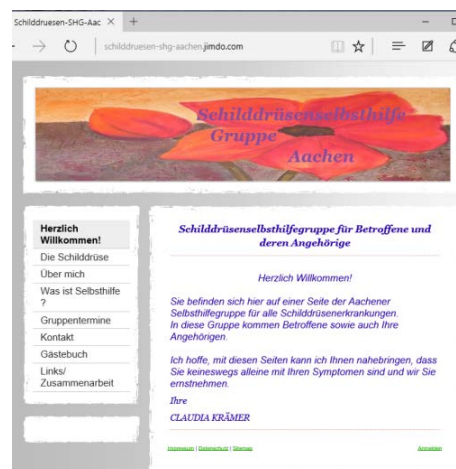 Schilddruesen-SHG-Aac
schilddruesen-shg-aachen.jimdo.com
Schilddrüsenselbsthilfe
Gruppe
Aachen
Herzlich
Willkommen!
Die Schilddrüse
Über mich
Was ist Selbsthilfe
?
Gruppentermine
Kontakt
Gästebuch
Links/
Zusammenarbeit
Schilddrüsenselbsthilfegruppe für Betroffene und
deren Angehörige
Herzlich Willkommen!
Sie befinden sich hier auf einer Seite der Aachener
Selbsthilfegruppe für alle Schilddrüsenerkrankungen.
In diese Gruppe kommen Betroffene sowie auch Ihre
Angehörigen.
Ich hoffe, mit diesen Seiten kann ich Ihnen nahebringen, dass
Sie keineswegs alleine mit Ihren Symptomen sind und wir Sie
ernstnehmen.
Ihre
CLAUDIA KRÄMER
Impressum | Datenschutz | Sitemap
Anmelden